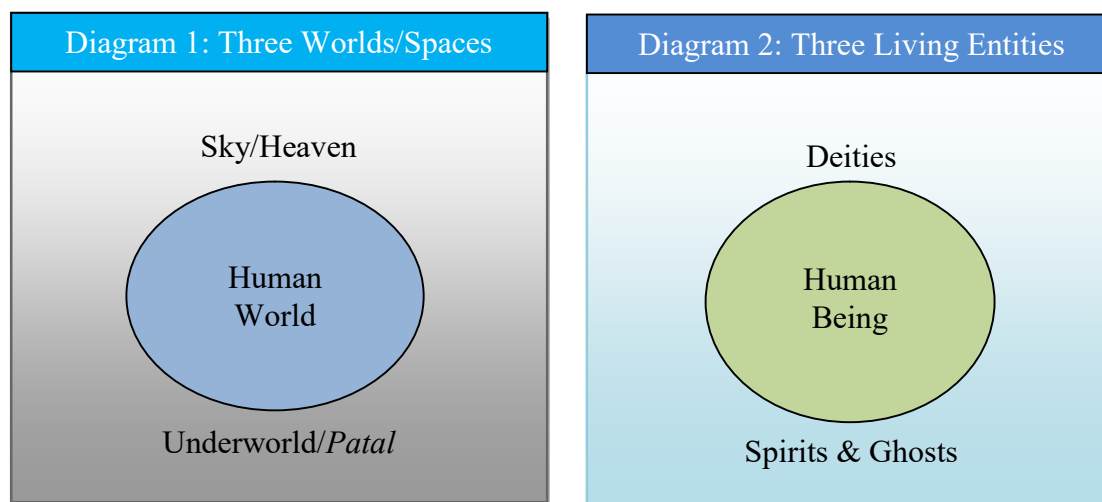 Diagram 1: Three Worlds/Spaces
Sky/Heaven
Human
World
Underworld/Patal
Diagram 2: Three Living Entities
Deities
Human
Being
Spirits & Ghosts